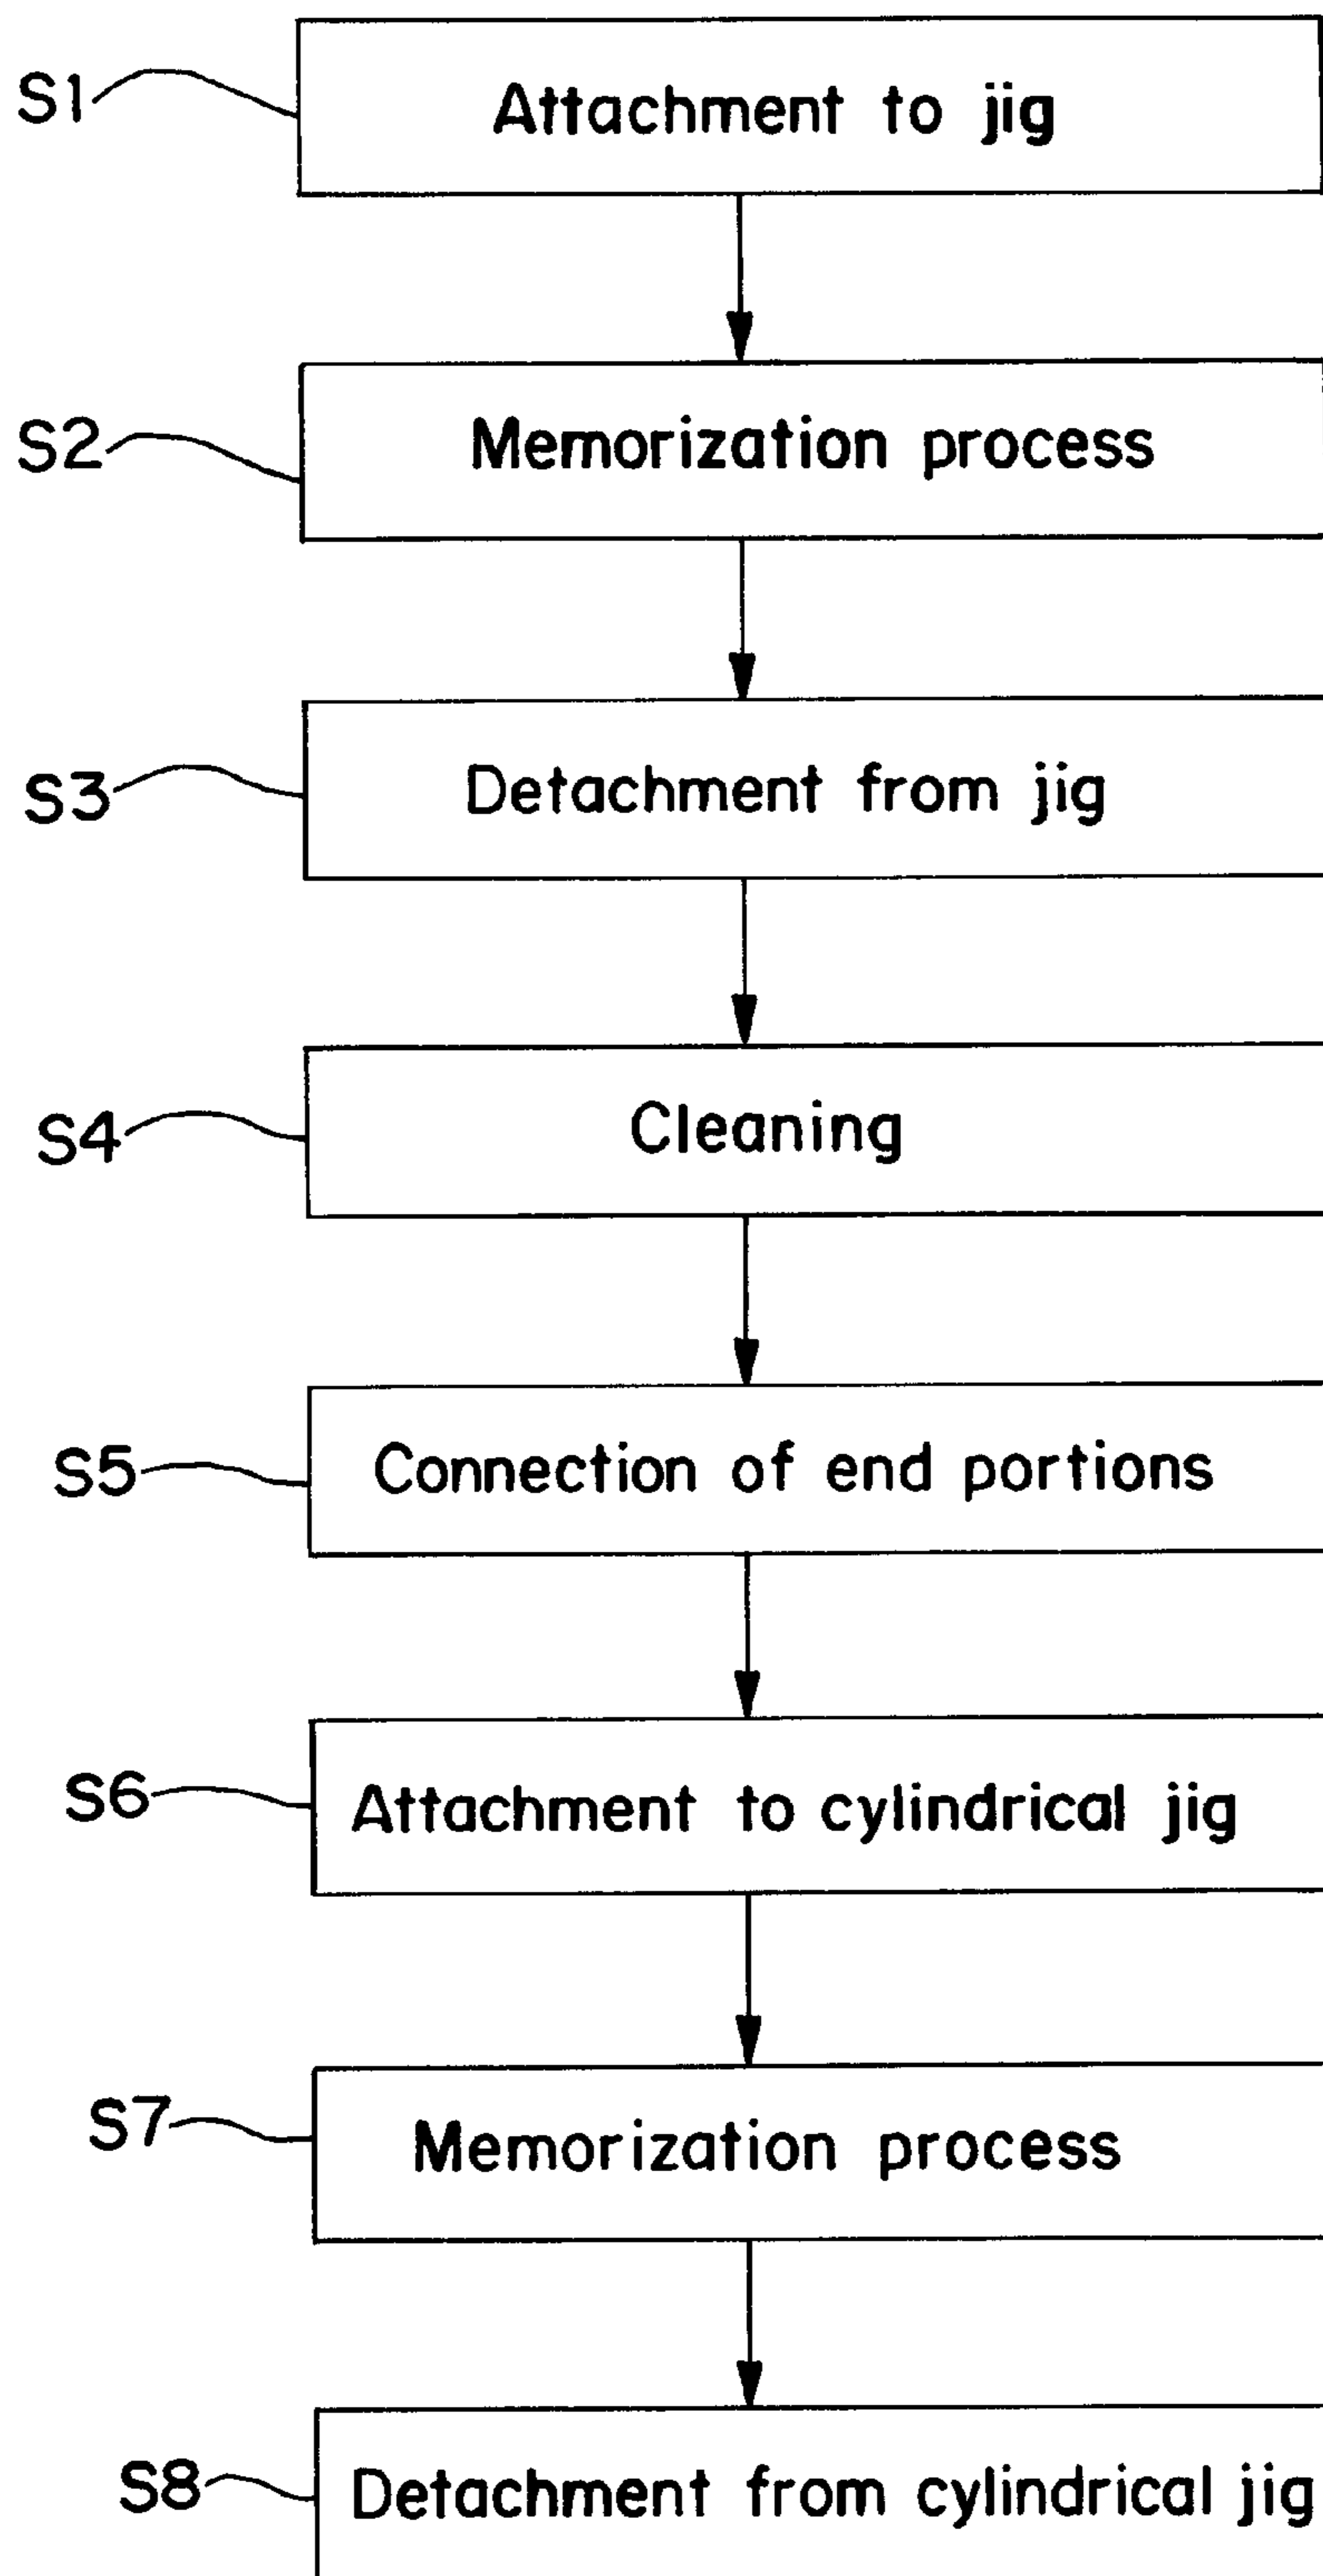 S1 Attachment to jig
S2 Memorization process
S3 Detachment from jig
S4 Cleaning
S5 Connection of end portions
S6 Attachment to cylindrical jig
S7 Memorization process
S8 Detachment from cylindrical jig